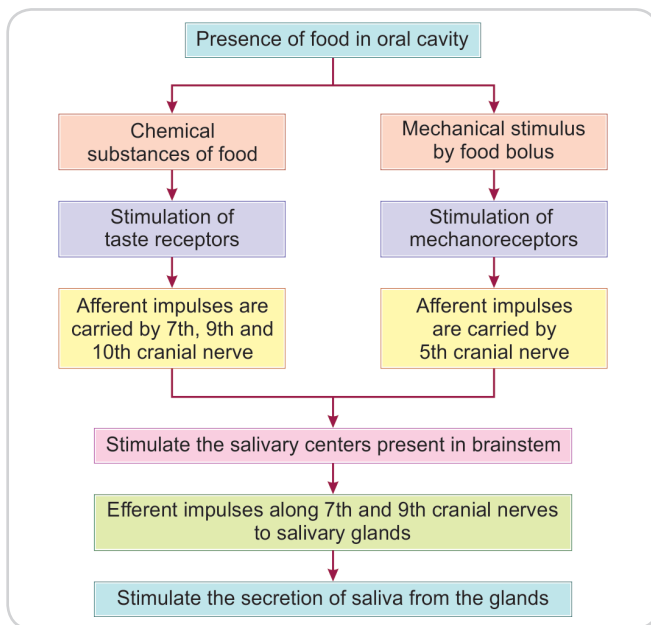 Presence of food in oral cavity
Chemical
substances of food
Mechanical stimulus
by food bolus
Stimulation of
taste receptors
Stimulation of
mechanoreceptors
Afferent impulses are
carried by 7th, 9th and
10th cranial nerve
Afferent impulses
are carried by
5th cranial nerve
Stimulate the salivary centers present in brainstem
Efferent impulses along 7th and 9th cranial nerves
to salivary glands
Stimulate the secretion of saliva from the glands